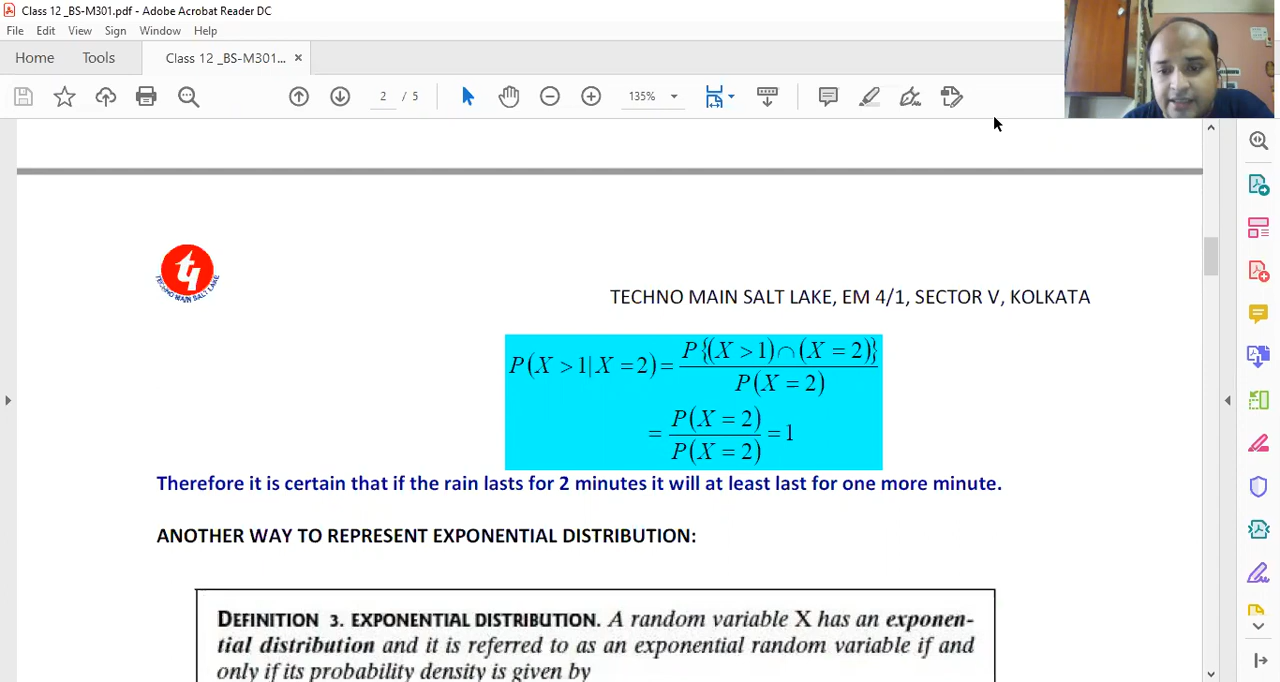 Class 12 _BS-M301.pdf - Adobe Acrobat Reader DC
File Edit View Sign Window Help
Home Tools Class 12 _BS-M301... ×
2 / 5 135%
TECHNO MAIN SALT LAKE
TECHNO MAIN SALT LAKE, EM 4/1, SECTOR V, KOLKATA
P(X > 1| X = 2) = P{(X > 1)∩(X = 2)} / P(X = 2)
= P(X = 2) / P(X = 2) = 1
Therefore it is certain that if the rain lasts for 2 minutes it will at least last for one more minute.
ANOTHER WAY TO REPRESENT EXPONENTIAL DISTRIBUTION:
DEFINITION 3. EXPONENTIAL DISTRIBUTION. A random variable X has an exponen-
tial distribution and it is referred to as an exponential random variable if and
only if its probability density is given by